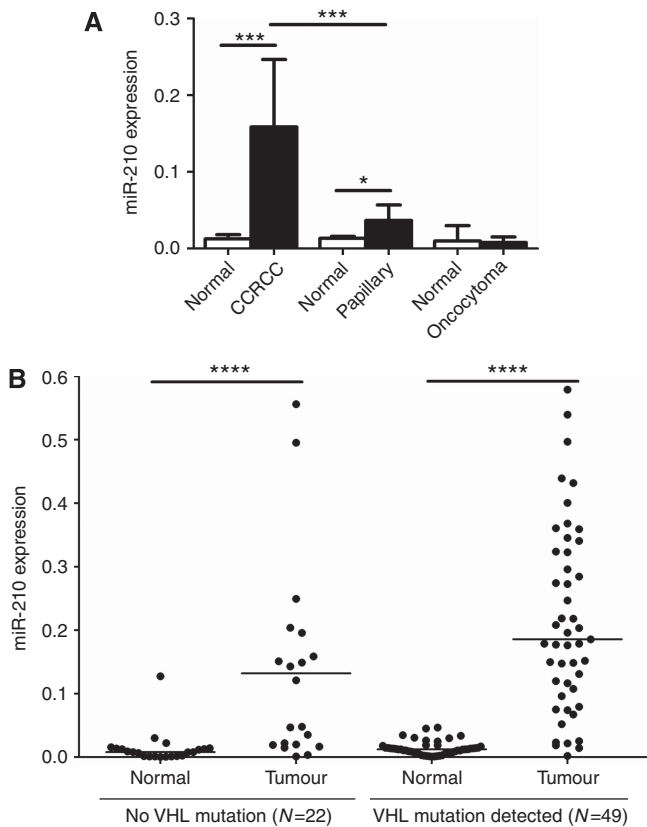 A
miR-210 expression
0.3
0.2
0.1
0.0
***
***
*
Normal
CCRCC
Normal
Papillary
Normal
Oncocytoma
B
miR-210 expression
0.6
0.5
0.4
0.3
0.2
0.1
0.0
****
****
Normal
Tumour
Normal
Tumour
No VHL mutation (N=22)
VHL mutation detected (N=49)